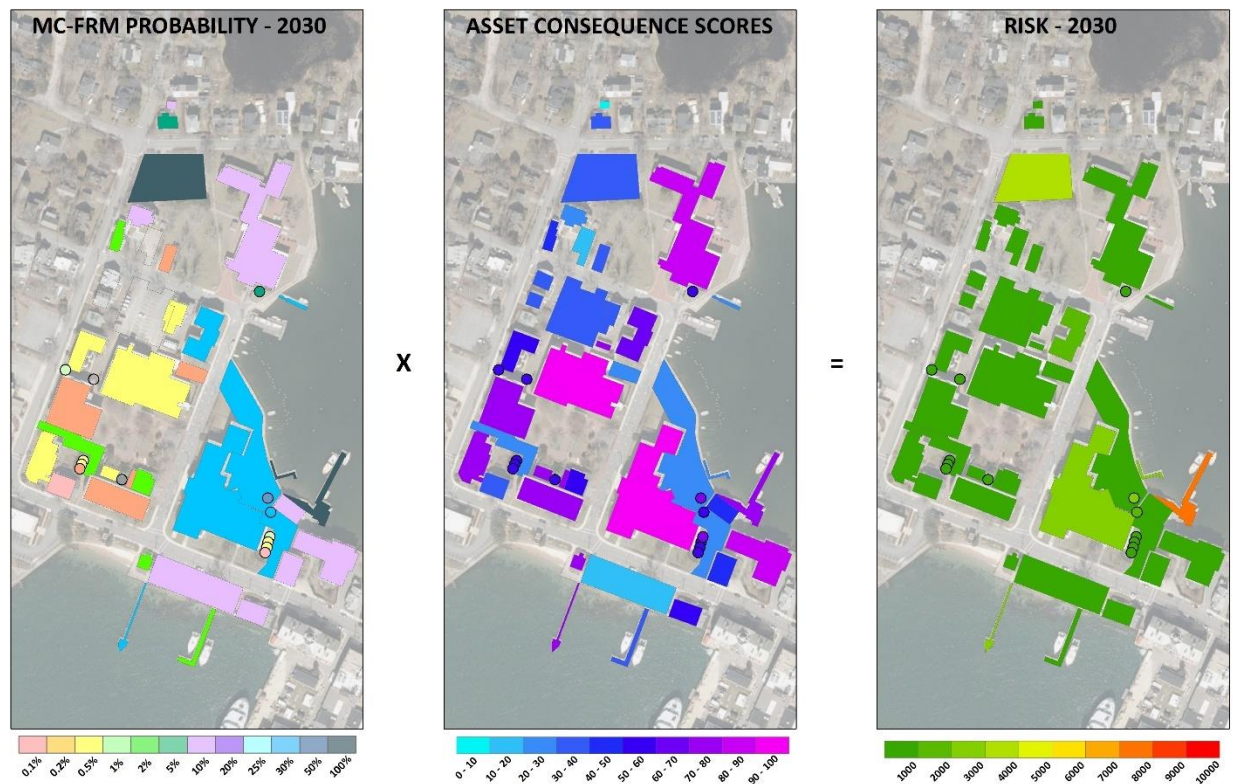 MC-FRM PROBABILITY - 2030
ASSET CONSEQUENCE SCORES
RISK - 2030
X
=
0.1% 0.2% 0.5% 1% 2% 5% 10% 20% 25% 30% 50% 100%
0 - 10 10 - 20 20 - 30 30 - 40 40 - 50 50 - 60 60 - 70 70 - 80 80 - 90 90 - 100
1000 2000 3000 4000 5000 6000 7000 8000 9000 10000